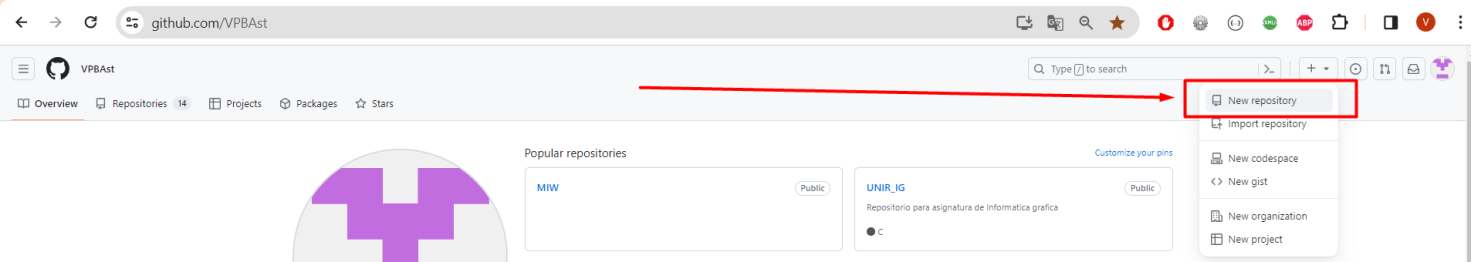 github.com/VPBAst
ABP
V
VPBAst
Type / to search
Overview
Repositories 14
Projects
Packages
Stars
New repository
Import repository
New codespace
New gist
New organization
New project
Popular repositories
Customize your pins
MIW
Public
UNIR_IG
Public
Repositorio para asignatura de Informatica grafica
C